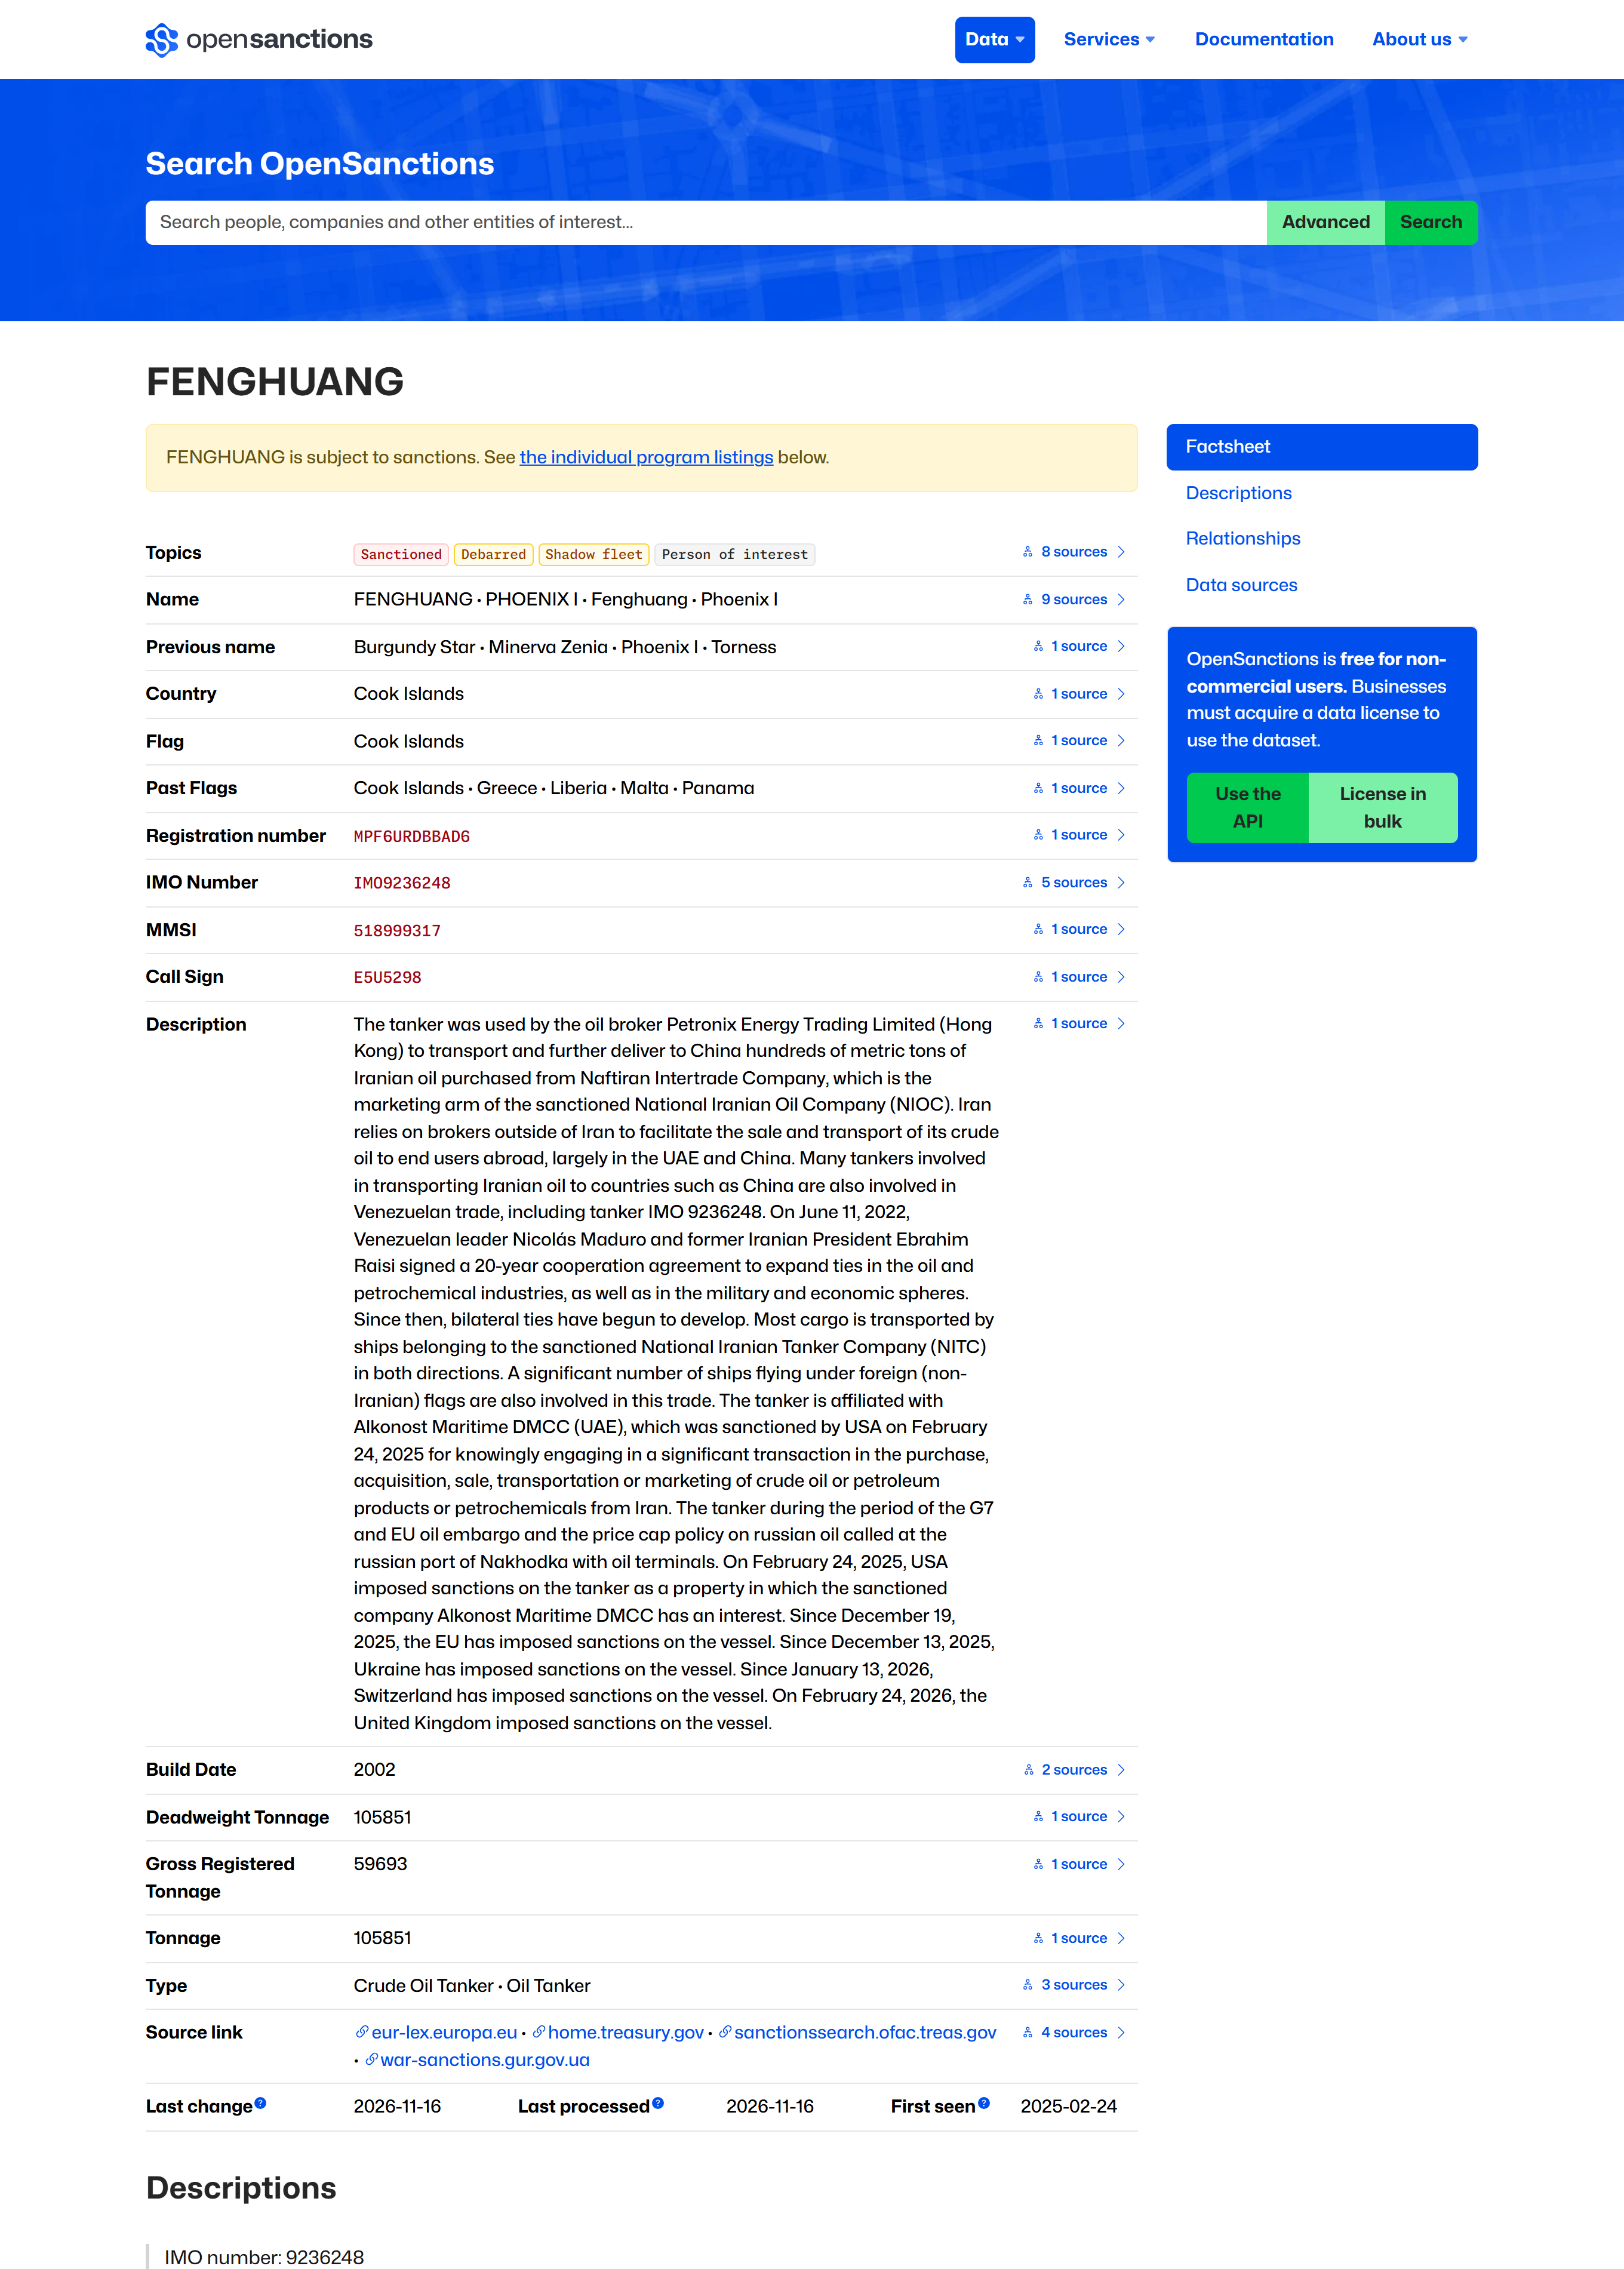 opensanctions
Data
Services
Documentation
About us
Search OpenSanctions
Search people, companies and other entities of interest...
Advanced
Search
FENGHUANG
FENGHUANG is subject to sanctions. See the individual program listings below.
Factsheet
Descriptions
Relationships
Data sources
OpenSanctions is free for non-
commercial users. Businesses
must acquire a data license to
use the dataset.
Use the
API
License in
bulk
Topics Sanctioned Debarred Shadow fleet Person of interest 8 sources
Name FENGHUANG • PHOENIX I • Fenghuang • Phoenix I 9 sources
Previous name Burgundy Star • Minerva Zenia • Phoenix I • Torness 1 source
Country Cook Islands 1 source
Flag Cook Islands 1 source
Past Flags Cook Islands • Greece • Liberia • Malta • Panama 1 source
Registration number MPF6URDBBAD6 1 source
IMO Number IMO9236248 5 sources
MMSI 518999317 1 source
Call Sign E5U5298 1 source
Description The tanker was used by the oil broker Petronix Energy Trading Limited (Hong 1 source
Kong) to transport and further deliver to China hundreds of metric tons of
Iranian oil purchased from Naftiran Intertrade Company, which is the
marketing arm of the sanctioned National Iranian Oil Company (NIOC). Iran
relies on brokers outside of Iran to facilitate the sale and transport of its crude
oil to end users abroad, largely in the UAE and China. Many tankers involved
in transporting Iranian oil to countries such as China are also involved in
Venezuelan trade, including tanker IMO 9236248. On June 11, 2022,
Venezuelan leader Nicolás Maduro and former Iranian President Ebrahim
Raisi signed a 20-year cooperation agreement to expand ties in the oil and
petrochemical industries, as well as in the military and economic spheres.
Since then, bilateral ties have begun to develop. Most cargo is transported by
ships belonging to the sanctioned National Iranian Tanker Company (NITC)
in both directions. A significant number of ships flying under foreign (non-
Iranian) flags are also involved in this trade. The tanker is affiliated with
Alkonost Maritime DMCC (UAE), which was sanctioned by USA on February
24, 2025 for knowingly engaging in a significant transaction in the purchase,
acquisition, sale, transportation or marketing of crude oil or petroleum
products or petrochemicals from Iran. The tanker during the period of the G7
and EU oil embargo and the price cap policy on russian oil called at the
russian port of Nakhodka with oil terminals. On February 24, 2025, USA
imposed sanctions on the tanker as a property in which the sanctioned
company Alkonost Maritime DMCC has an interest. Since December 19,
2025, the EU has imposed sanctions on the vessel. Since December 13, 2025,
Ukraine has imposed sanctions on the vessel. Since January 13, 2026,
Switzerland has imposed sanctions on the vessel. On February 24, 2026, the
United Kingdom imposed sanctions on the vessel.
Build Date 2002 2 sources
Deadweight Tonnage 105851 1 source
Gross Registered 59693 1 source
Tonnage
Tonnage 105851 1 source
Type Crude Oil Tanker • Oil Tanker 3 sources
Source link eur-lex.europa.eu • home.treasury.gov • sanctionssearch.ofac.treas.gov 4 sources
• war-sanctions.gur.gov.ua
Last change? 2026-11-16 Last processed? 2026-11-16 First seen? 2025-02-24
Descriptions
IMO number: 9236248